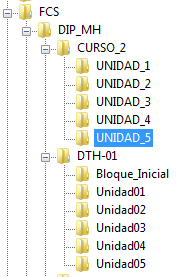 FCS
DIP_MH
CURSO_2
UNIDAD_1
UNIDAD_2
UNIDAD_3
UNIDAD_4
UNIDAD_5
DTH-01
Bloque_Inicial
Unidad01
Unidad02
Unidad03
Unidad04
Unidad05